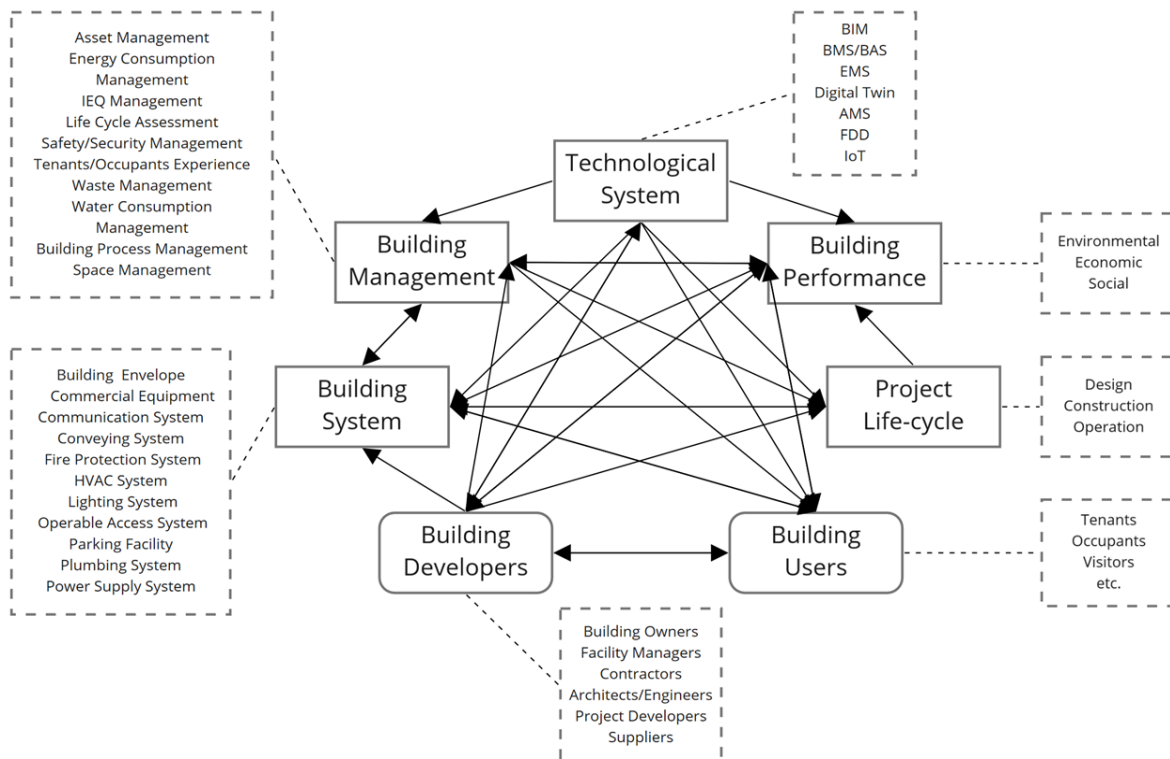 Asset Management
Energy Consumption
Management
IEQ Management
Life Cycle Assessment
Safety/Security Management
Tenants/Occupants Experience
Waste Management
Water Consumption
Management
Building Process Management
Space Management
BIM
BMS/BAS
EMS
Digital Twin
AMS
FDD
IoT
Technological
System
Building
Management
Building
Performance
Environmental
Economic
Social
Building Envelope
Commercial Equipment
Communication System
Conveying System
Fire Protection System
HVAC System
Lighting System
Operable Access System
Parking Facility
Plumbing System
Power Supply System
Building
System
Project
Life-cycle
Design
Construction
Operation
Building
Developers
Building
Users
Tenants
Occupants
Visitors
etc.
Building Owners
Facility Managers
Contractors
Architects/Engineers
Project Developers
Suppliers